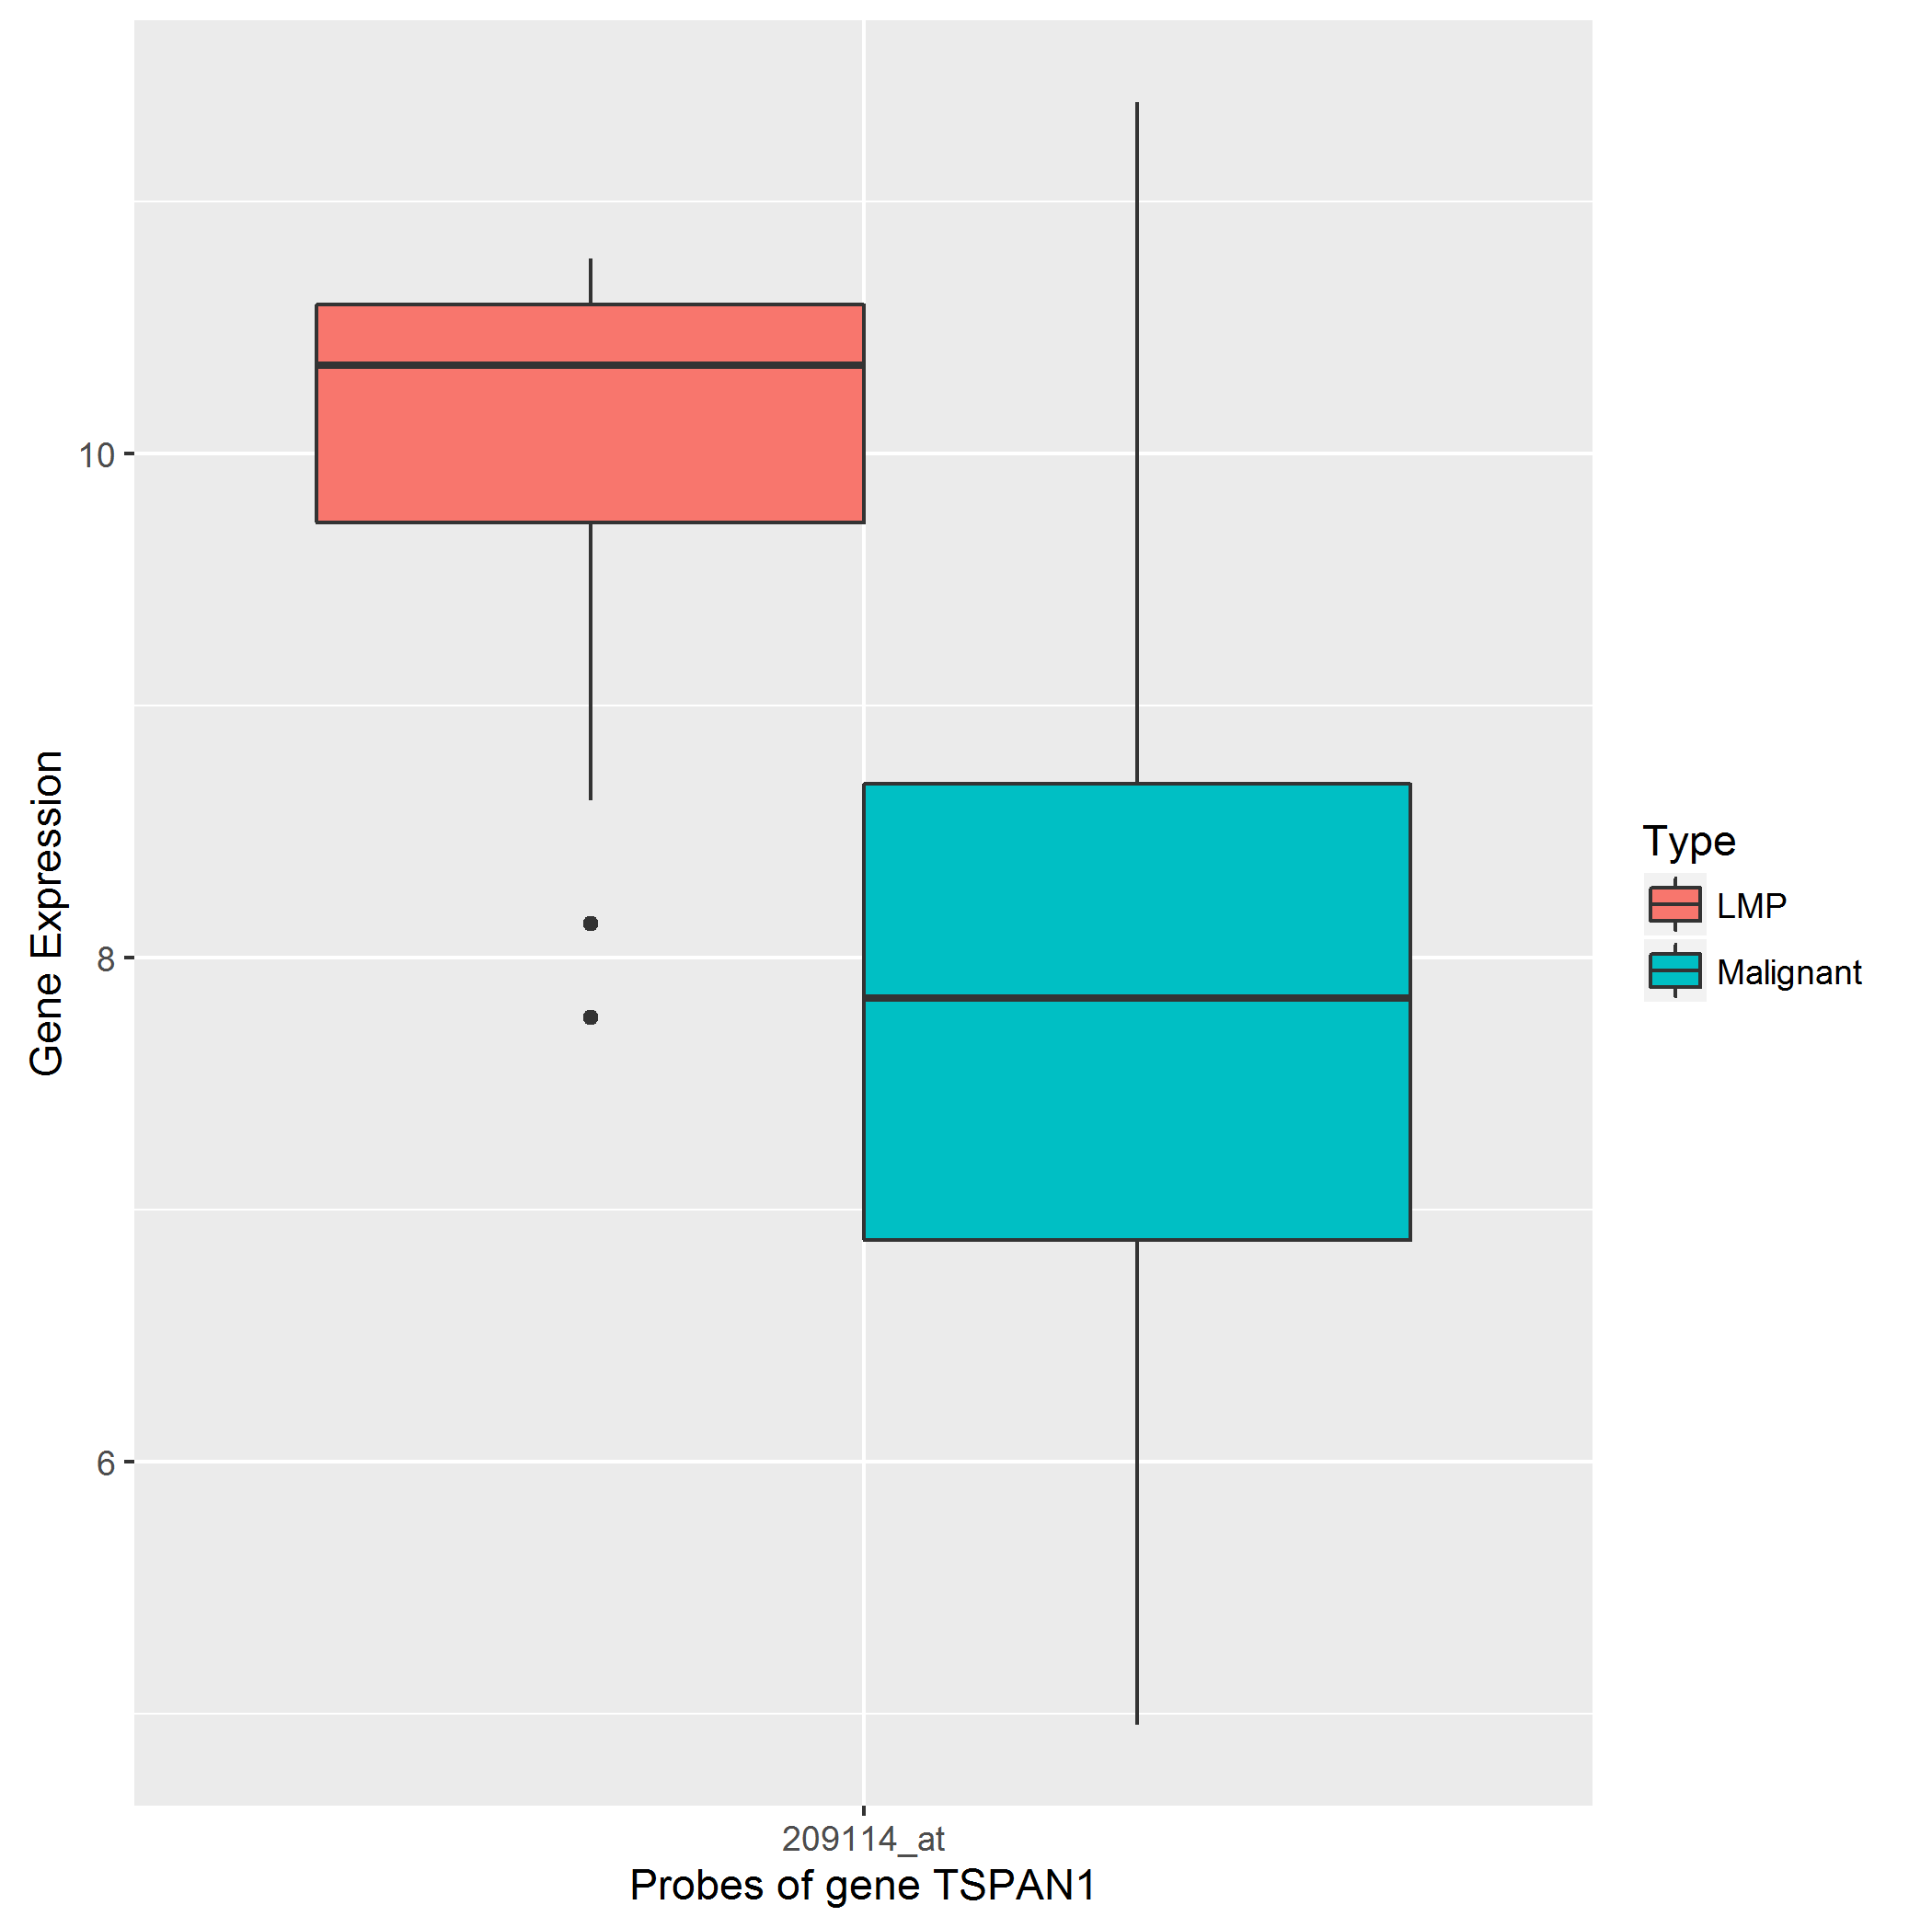 Gene Expression
10
8
6
209114_at
Probes of gene TSPAN1
Type
LMP
Malignant